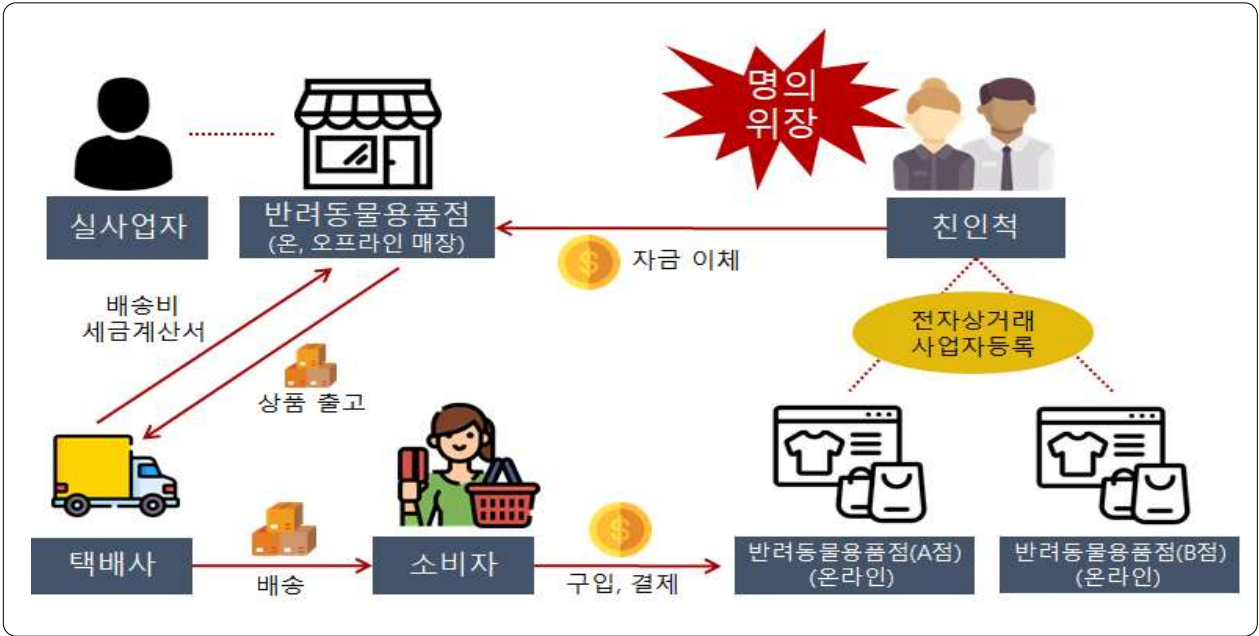 명의
위장
실사업자
반려동물용품점
(온, 오프라인 매장)
친인척
자금 이체
배송비
세금계산서
전자상거래
사업자등록
상품 출고
택배사
배송
소비자
구입, 결제
반려동물용품점(A점)
(온라인)
반려동물용품점(B점)
(온라인)